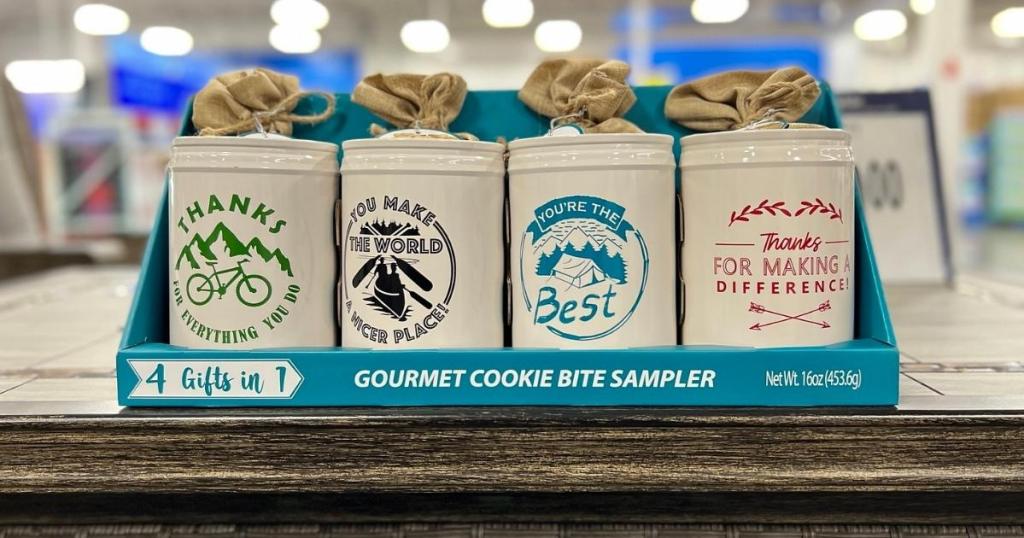 THANKS
FOR EVERYTHING YOU DO
YOU MAKE
THE WORLD
A NICER PLACE!
YOU'RE THE
Best
Thanks
FOR MAKING A
DIFFERENCE!
4 Gifts in 1
GOURMET COOKIE BITE SAMPLER
Net Wt. 16oz (453.6g)